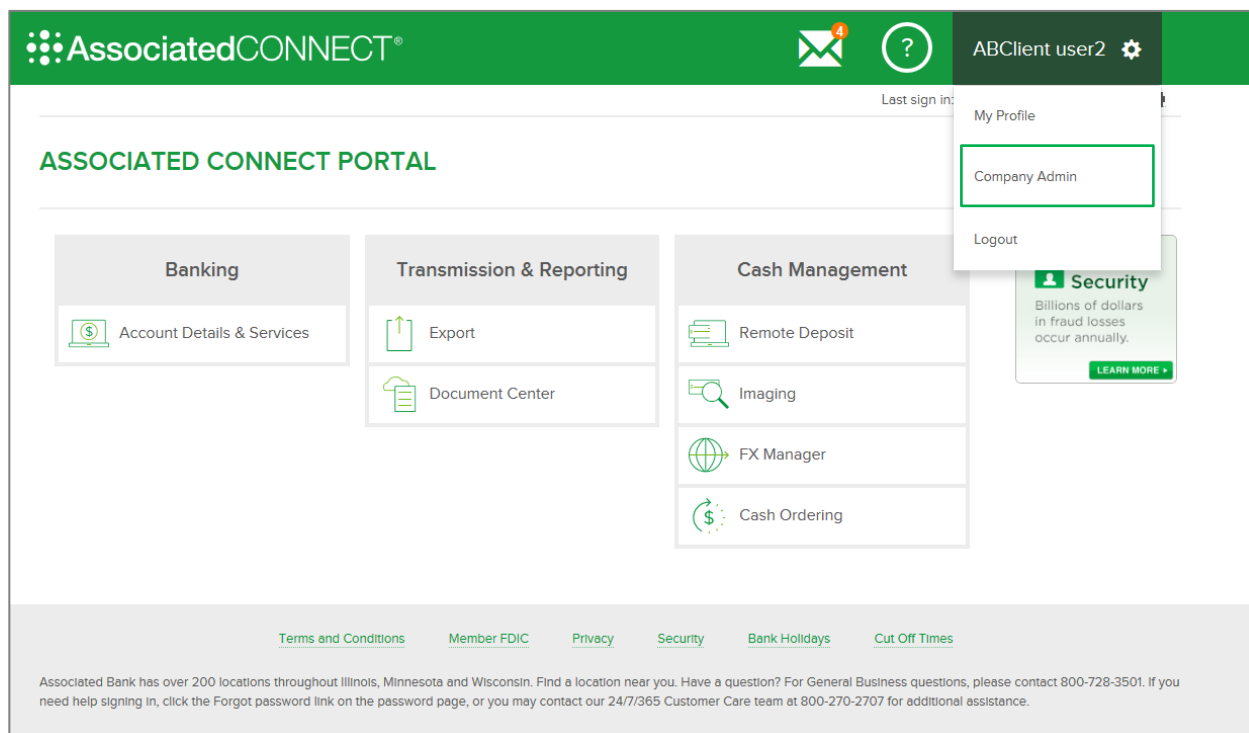 AssociatedCONNECT®
4
?
ABClient user2
Last sign in:
My Profile
Company Admin
Logout
ASSOCIATED CONNECT PORTAL
Banking
Account Details & Services
Transmission & Reporting
Export
Document Center
Cash Management
Remote Deposit
Imaging
FX Manager
Cash Ordering
Security
Billions of dollars
in fraud losses
occur annually.
LEARN MORE
Terms and Conditions Member FDIC Privacy Security Bank Holidays Cut Off Times
Associated Bank has over 200 locations throughout Illinois, Minnesota and Wisconsin. Find a location near you. Have a question? For General Business questions, please contact 800-728-3501. If you
need help signing in, click the Forgot password link on the password page, or you may contact our 24/7/365 Customer Care team at 800-270-2707 for additional assistance.